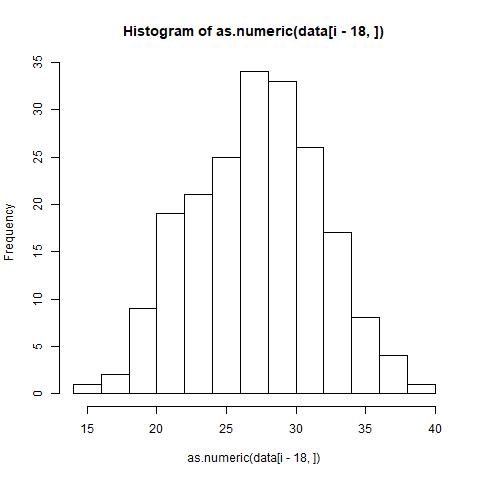 Histogram of as.numeric(data[i - 18, ])
Frequency
35
30
25
20
15
10
5
0
15 20 25 30 35 40
as.numeric(data[i - 18, ])